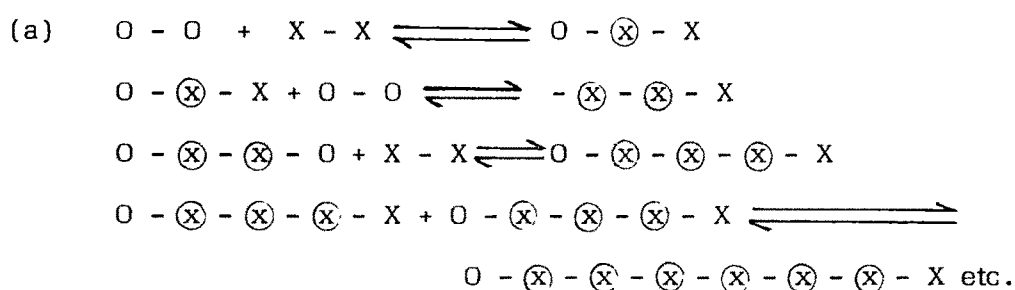 (a) O - O + X - X ⇌ O - ⓧ - X
O - ⓧ - X + O - O ⇌ - ⓧ - ⓧ - X
O - ⓧ - ⓧ - O + X - X ⇌ O - ⓧ - ⓧ - ⓧ - X
O - ⓧ - ⓧ - ⓧ - X + O - ⓧ - ⓧ - ⓧ - X ⇌
O - ⓧ - ⓧ - ⓧ - ⓧ - ⓧ - ⓧ - X etc.